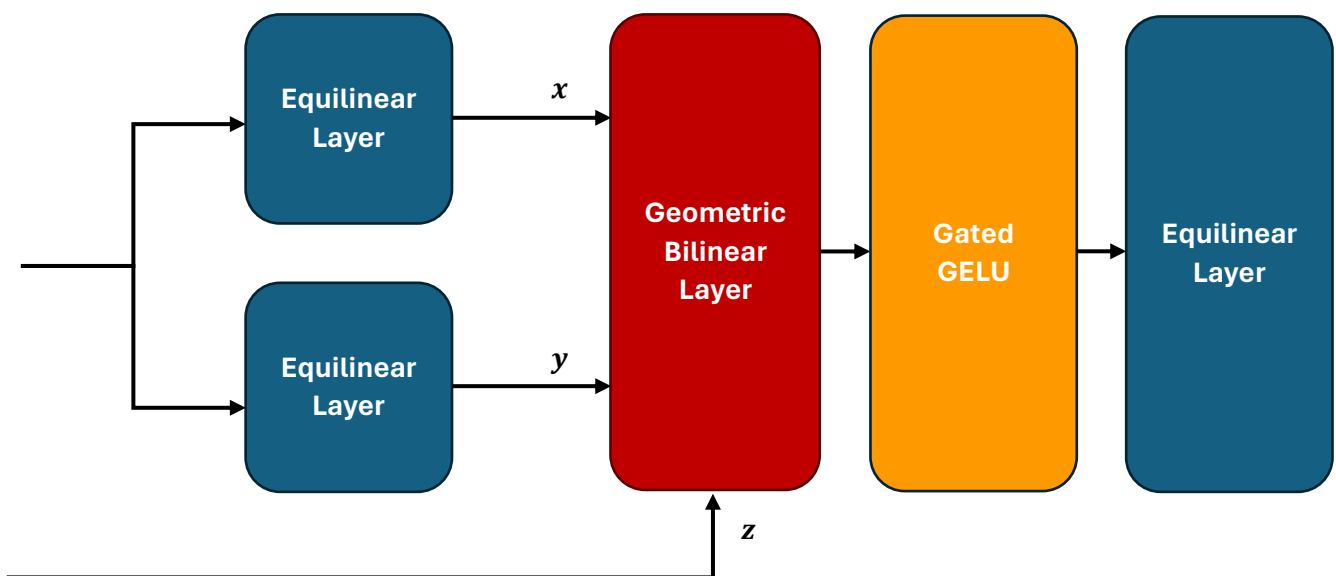 Equilinear
Layer
x
Geometric
Bilinear
Layer
Gated
GELU
Equilinear
Layer
Equilinear
Layer
y
z